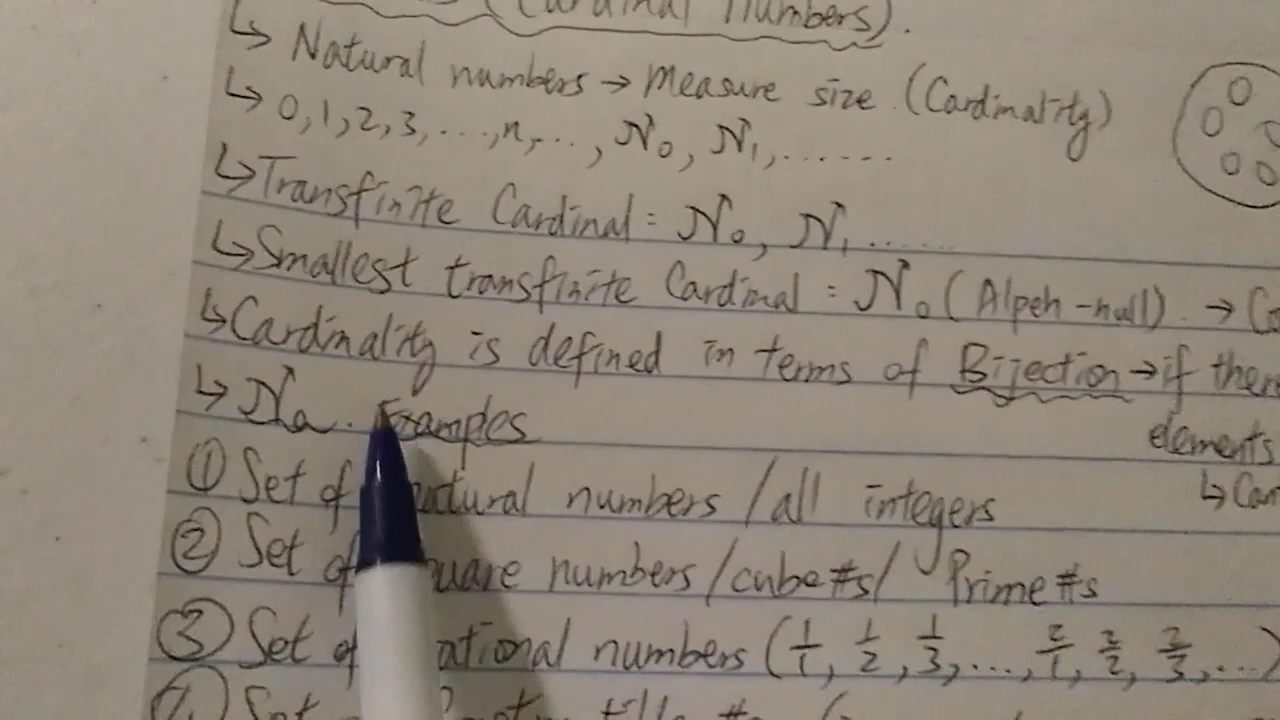 (Cardinal numbers).
↳ Natural numbers → measure size (Cardinality)
↳ 0, 1, 2, 3, ..., n, ..., ℵ₀, ℵ₁, ......
↳ Transfinite Cardinal: ℵ₀, ℵ₁ ......
↳ Smallest transfinite Cardinal: ℵ₀ (Alpeh-null). →
↳ Cardinality is defined in terms of Bijection → if
elements
↳ ℵₐ. Examples
① Set of natural numbers / all integers
② Set of square numbers / cube #s / Prime #s
③ Set of rational numbers (1/1, 1/2, 1/3, ..., 2/1, 2/2, 2/3, ...)